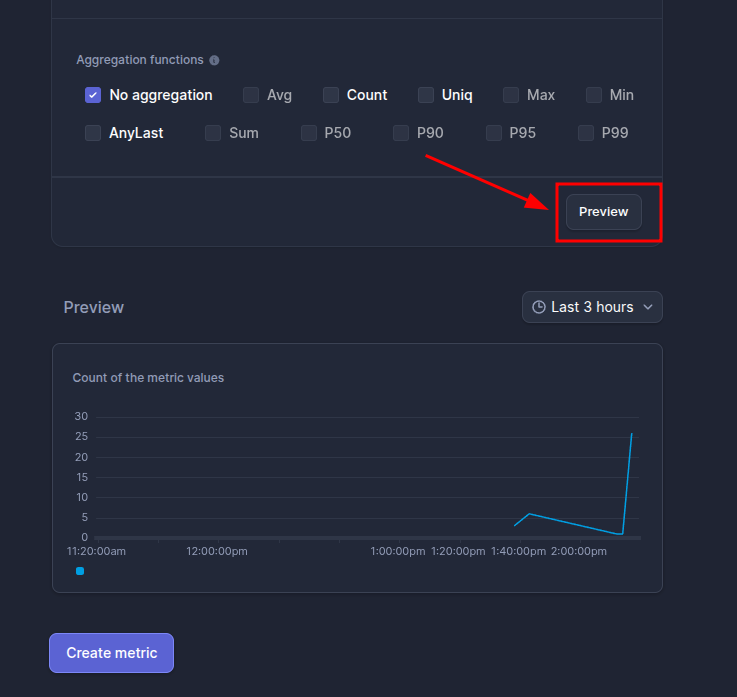 Aggregation functions
No aggregation Avg Count Uniq Max Min
AnyLast Sum P50 P90 P95 P99
Preview
Preview Last 3 hours
Count of the metric values
30
25
20
15
10
5
0
11:20:00am 12:00:00pm 1:00:00pm 1:20:00pm 1:40:00pm 2:00:00pm
Create metric